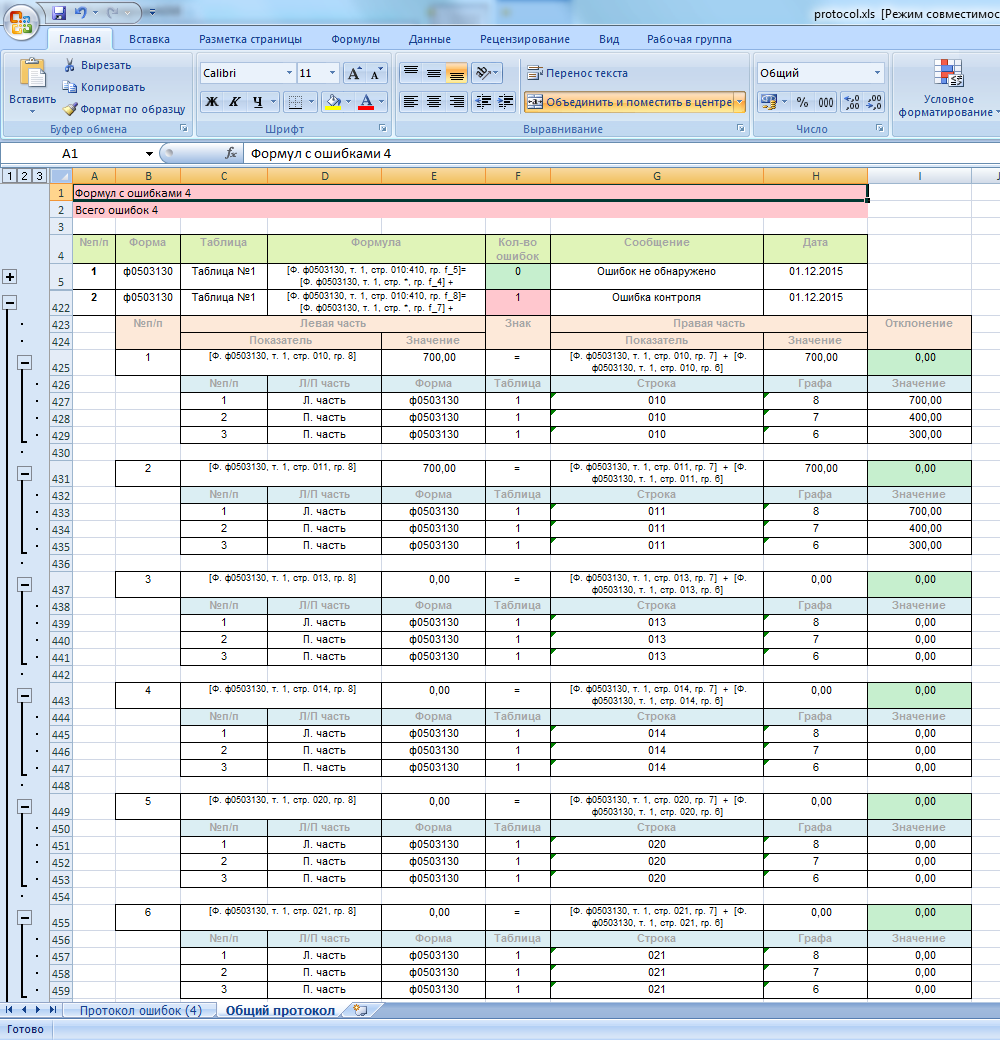 protocol.xls [Режим совместимос
Главная Вставка Разметка страницы Формулы Данные Рецензирование Вид Рабочая группа
Вставить
Вырезать
Копировать
Формат по образцу
Буфер обмена
Calibri 11
Ж К Ч
Шрифт
Перенос текста
Объединить и поместить в центре
Выравнивание
Общий
% 000 ,0 ,00 ,00 ,0
Число
Условное
форматирование
A1 fx Формул с ошибками 4
1 2 3 A B C D E F G H I J
1 Формул с ошибками 4
2 Всего ошибок 4
3
4 №п/п Форма Таблица Формула Кол-во ошибок Сообщение Дата
5 1 ф0503130 Таблица №1 [Ф. ф0503130, т. 1, стр. 010:410, гр. f_5]= [Ф. ф0503130, т. 1, стр. *, гр. f_4] + 0 Ошибок не обнаружено 01.12.2015
422 2 ф0503130 Таблица №1 [Ф. ф0503130, т. 1, стр. 010:410, гр. f_8]= [Ф. ф0503130, т. 1, стр. *, гр. f_7] + 1 Ошибка контроля 01.12.2015
423 №п/п Левая часть Знак Правая часть Отклонение
424 Показатель Значение Показатель Значение
425 1 [Ф. ф0503130, т. 1, стр. 010, гр. 8] 700,00 = [Ф. ф0503130, т. 1, стр. 010, гр. 7] + [Ф. ф0503130, т. 1, стр. 010, гр. 6] 700,00 0,00
426 №п/п Л/П часть Форма Таблица Строка Графа Значение
427 1 Л. часть ф0503130 1 010 8 700,00
428 2 П. часть ф0503130 1 010 7 400,00
429 3 П. часть ф0503130 1 010 6 300,00
430
431 2 [Ф. ф0503130, т. 1, стр. 011, гр. 8] 700,00 = [Ф. ф0503130, т. 1, стр. 011, гр. 7] + [Ф. ф0503130, т. 1, стр. 011, гр. 6] 700,00 0,00
432 №п/п Л/П часть Форма Таблица Строка Графа Значение
433 1 Л. часть ф0503130 1 011 8 700,00
434 2 П. часть ф0503130 1 011 7 400,00
435 3 П. часть ф0503130 1 011 6 300,00
436
437 3 [Ф. ф0503130, т. 1, стр. 013, гр. 8] 0,00 = [Ф. ф0503130, т. 1, стр. 013, гр. 7] + [Ф. ф0503130, т. 1, стр. 013, гр. 6] 0,00 0,00
438 №п/п Л/П часть Форма Таблица Строка Графа Значение
439 1 Л. часть ф0503130 1 013 8 0,00
440 2 П. часть ф0503130 1 013 7 0,00
441 3 П. часть ф0503130 1 013 6 0,00
442
443 4 [Ф. ф0503130, т. 1, стр. 014, гр. 8] 0,00 = [Ф. ф0503130, т. 1, стр. 014, гр. 7] + [Ф. ф0503130, т. 1, стр. 014, гр. 6] 0,00 0,00
444 №п/п Л/П часть Форма Таблица Строка Графа Значение
445 1 Л. часть ф0503130 1 014 8 0,00
446 2 П. часть ф0503130 1 014 7 0,00
447 3 П. часть ф0503130 1 014 6 0,00
448
449 5 [Ф. ф0503130, т. 1, стр. 020, гр. 8] 0,00 = [Ф. ф0503130, т. 1, стр. 020, гр. 7] + [Ф. ф0503130, т. 1, стр. 020, гр. 6] 0,00 0,00
450 №п/п Л/П часть Форма Таблица Строка Графа Значение
451 1 Л. часть ф0503130 1 020 8 0,00
452 2 П. часть ф0503130 1 020 7 0,00
453 3 П. часть ф0503130 1 020 6 0,00
454
455 6 [Ф. ф0503130, т. 1, стр. 021, гр. 8] 0,00 = [Ф. ф0503130, т. 1, стр. 021, гр. 7] + [Ф. ф0503130, т. 1, стр. 021, гр. 6] 0,00 0,00
456 №п/п Л/П часть Форма Таблица Строка Графа Значение
457 1 Л. часть ф0503130 1 021 8 0,00
458 2 П. часть ф0503130 1 021 7 0,00
459 3 П. часть ф0503130 1 021 6 0,00
Протокол ошибок (4) Общий протокол
Готово